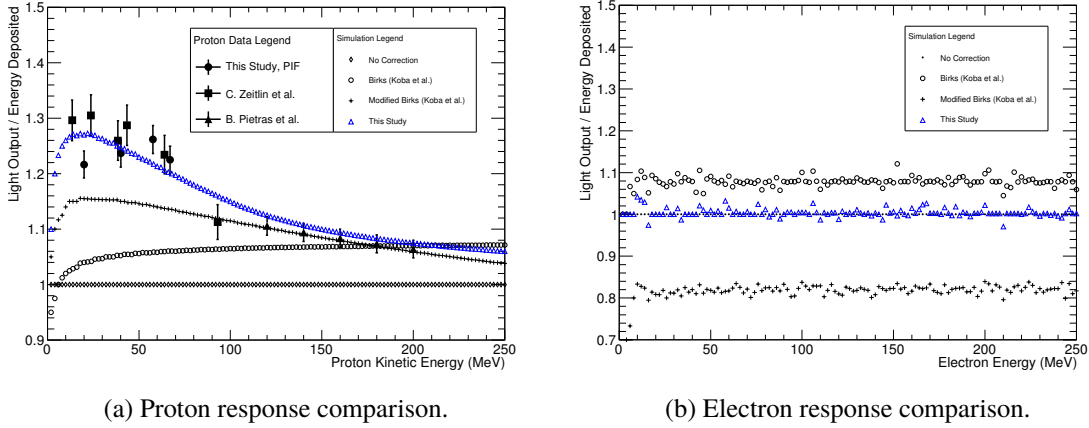 Light Output / Energy Deposited
1.5
1.4
1.3
1.2
1.1
1
0.9
Proton Data Legend
This Study, PIF
C. Zeitlin et al.
B. Pietras et al.
Simulation Legend
No Correction
Birks (Koba et al.)
Modified Birks (Koba et al.)
This Study
0 50 100 150 200 250
Proton Kinetic Energy (MeV)
(a) Proton response comparison.
Light Output / Energy Deposited
1.5
1.4
1.3
1.2
1.1
1
0.9
0.8
0.7
Simulation Legend
No Correction
Birks (Koba et al.)
Modified Birks (Koba et al.)
This Study
0 50 100 150 200 250
Electron Energy (MeV)
(b) Electron response comparison.